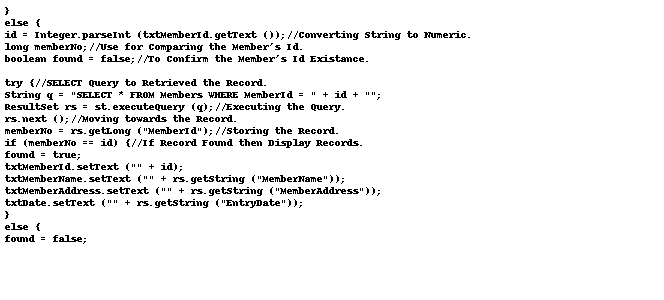 }
else {
id = Integer.parseInt (txtMemberId.getText ());//Converting String to Numeric.
long memberNo;//Use for Comparing the Member's Id.
boolean found = false;//To Confirm the Member's Id Existance.
try {//SELECT Query to Retrieved the Record.
String q = "SELECT * FROM Members WHERE MemberId = " + id + "";
ResultSet rs = st.executeQuery (q);//Executing the Query.
rs.next ();//Moving towards the Record.
memberNo = rs.getLong ("MemberId");//Storing the Record.
if (memberNo == id) {//If Record Found then Display Records.
found = true;
txtMemberId.setText ("" + id);
txtMemberName.setText ("" + rs.getString ("MemberName"));
txtMemberAddress.setText ("" + rs.getString ("MemberAddress"));
txtDate.setText ("" + rs.getString ("EntryDate"));
}
else {
found = false;